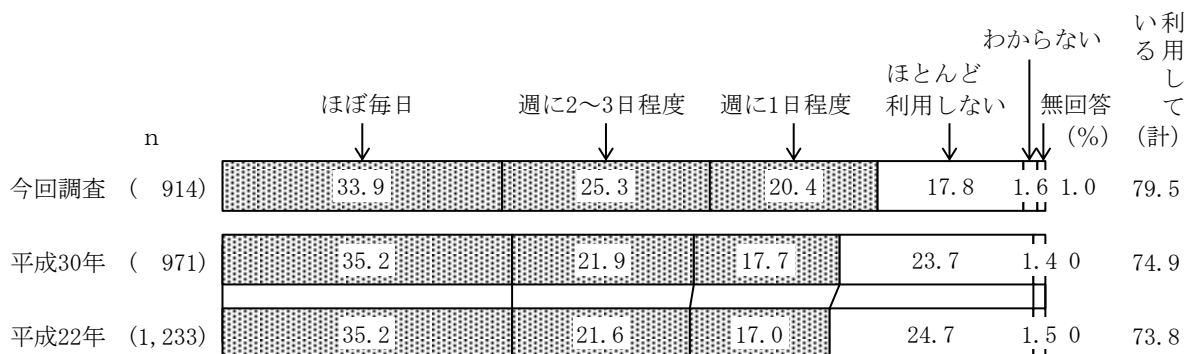 利用して
いる
わからない
ほとんど
ほぼ毎日 週に2～3日程度 週に1日程度 利用しない 無回答
n (%) (計)
今回調査 ( 914) 33.9 25.3 20.4 17.8 1.6 1.0 79.5
平成30年 ( 971) 35.2 21.9 17.7 23.7 1.4 0 74.9
平成22年 (1,233) 35.2 21.6 17.0 24.7 1.5 0 73.8